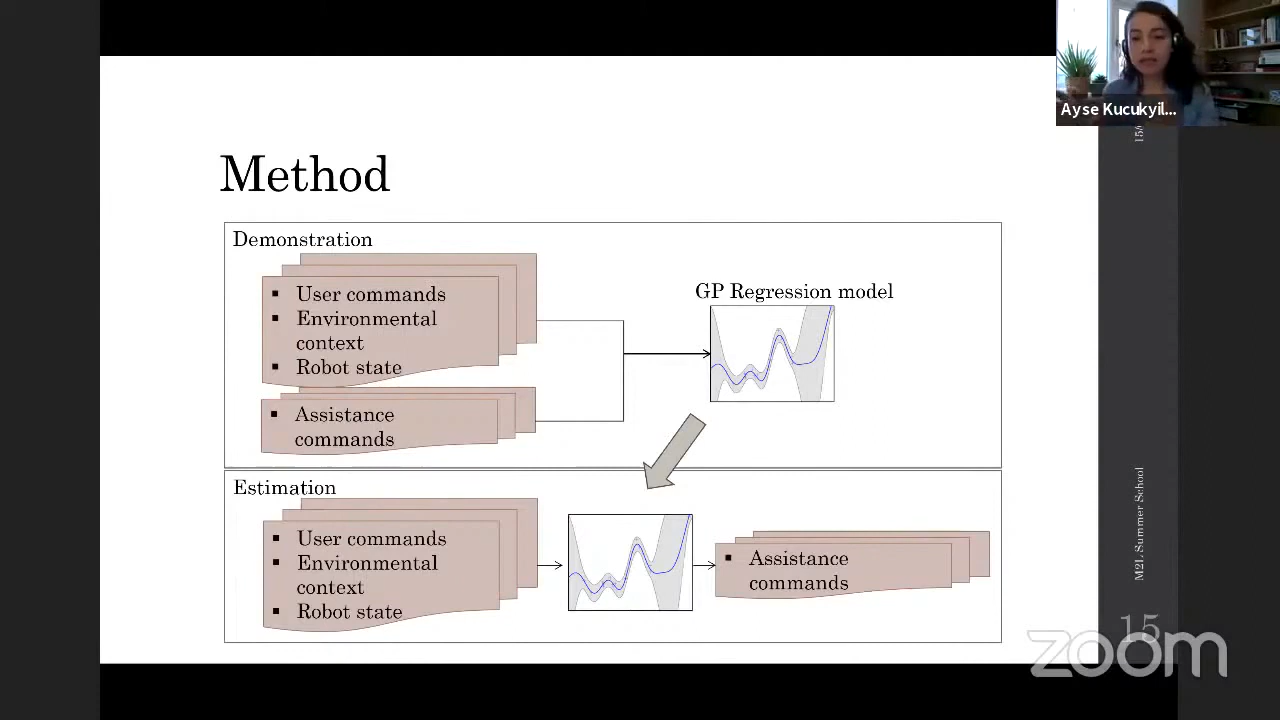 Ayse Kucukyil...
Method
Demonstration
User commands
Environmental
context
Robot state
Assistance
commands
GP Regression model
Estimation
User commands
Environmental
context
Robot state
Assistance
commands
M2L Summer School
15
zoom